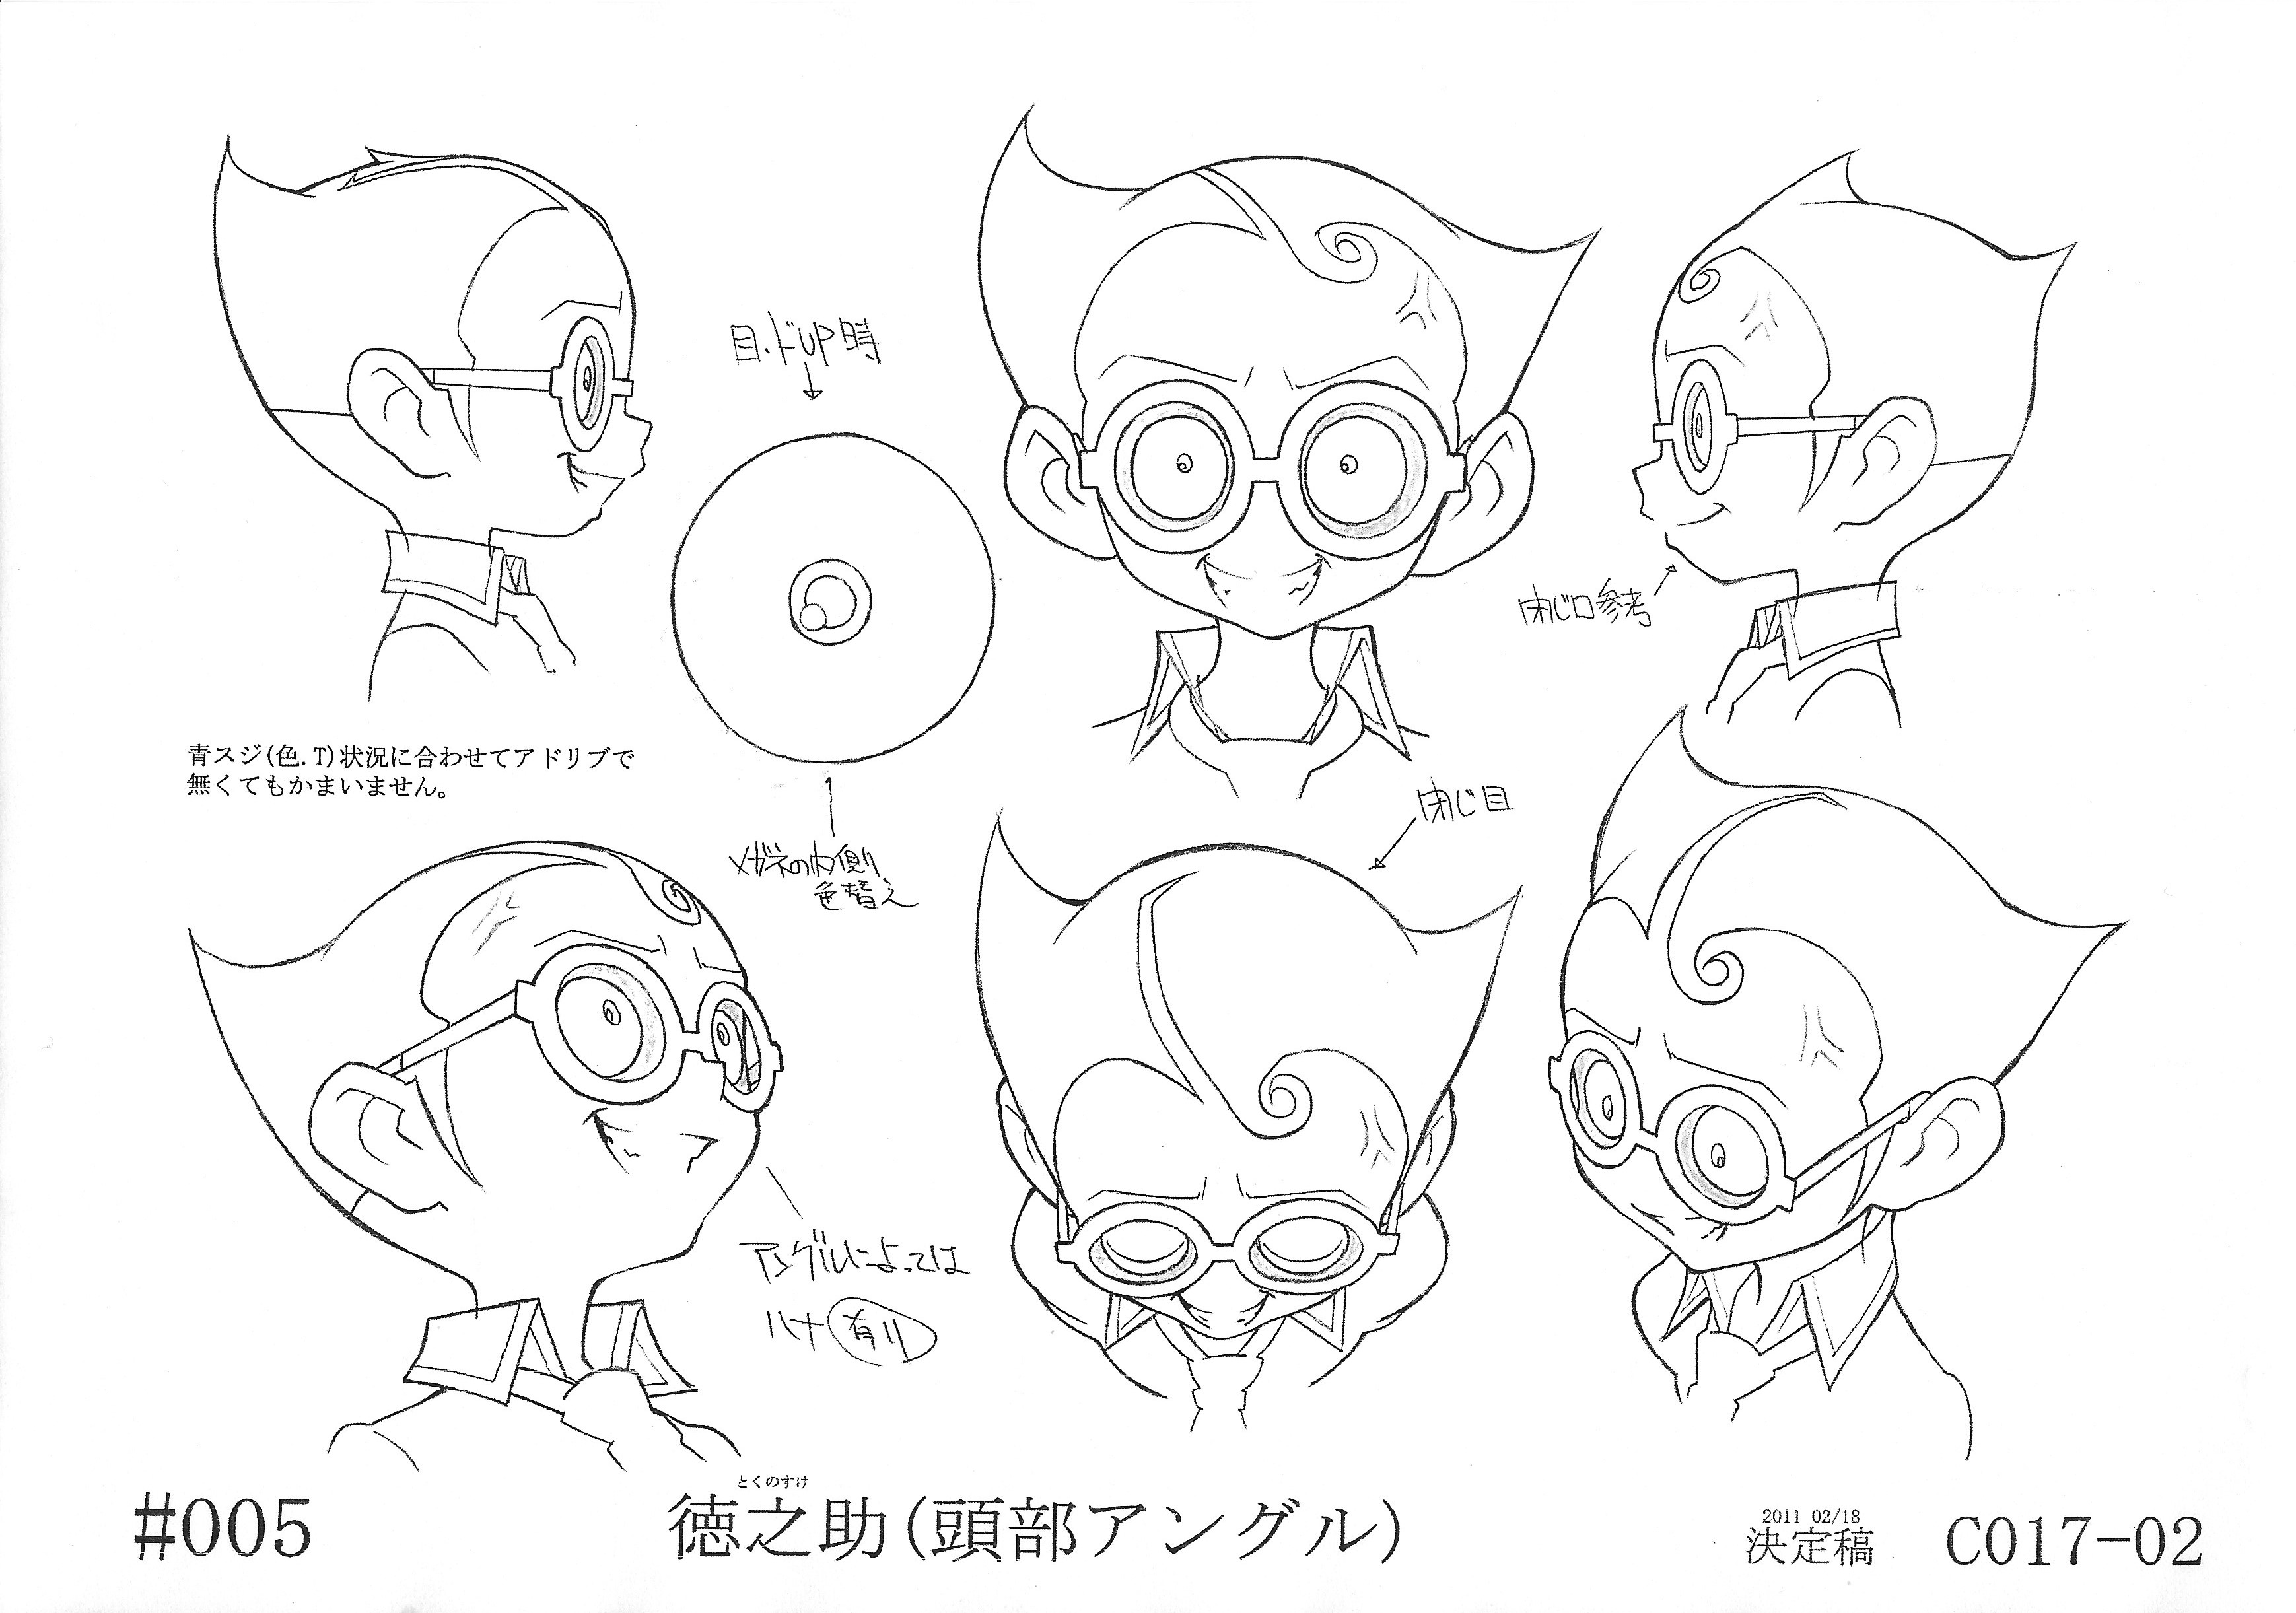 目・ドUP時
閉じ口参考
青スジ(色.T)状況に合わせてアドリブで
無くてもかまいません。
閉じ目
メガネの内側
色替え
アングルによっては
ハナ有り
#005
とくのすけ
徳之助(頭部アングル)
2011 02/18
決定稿
C017-02